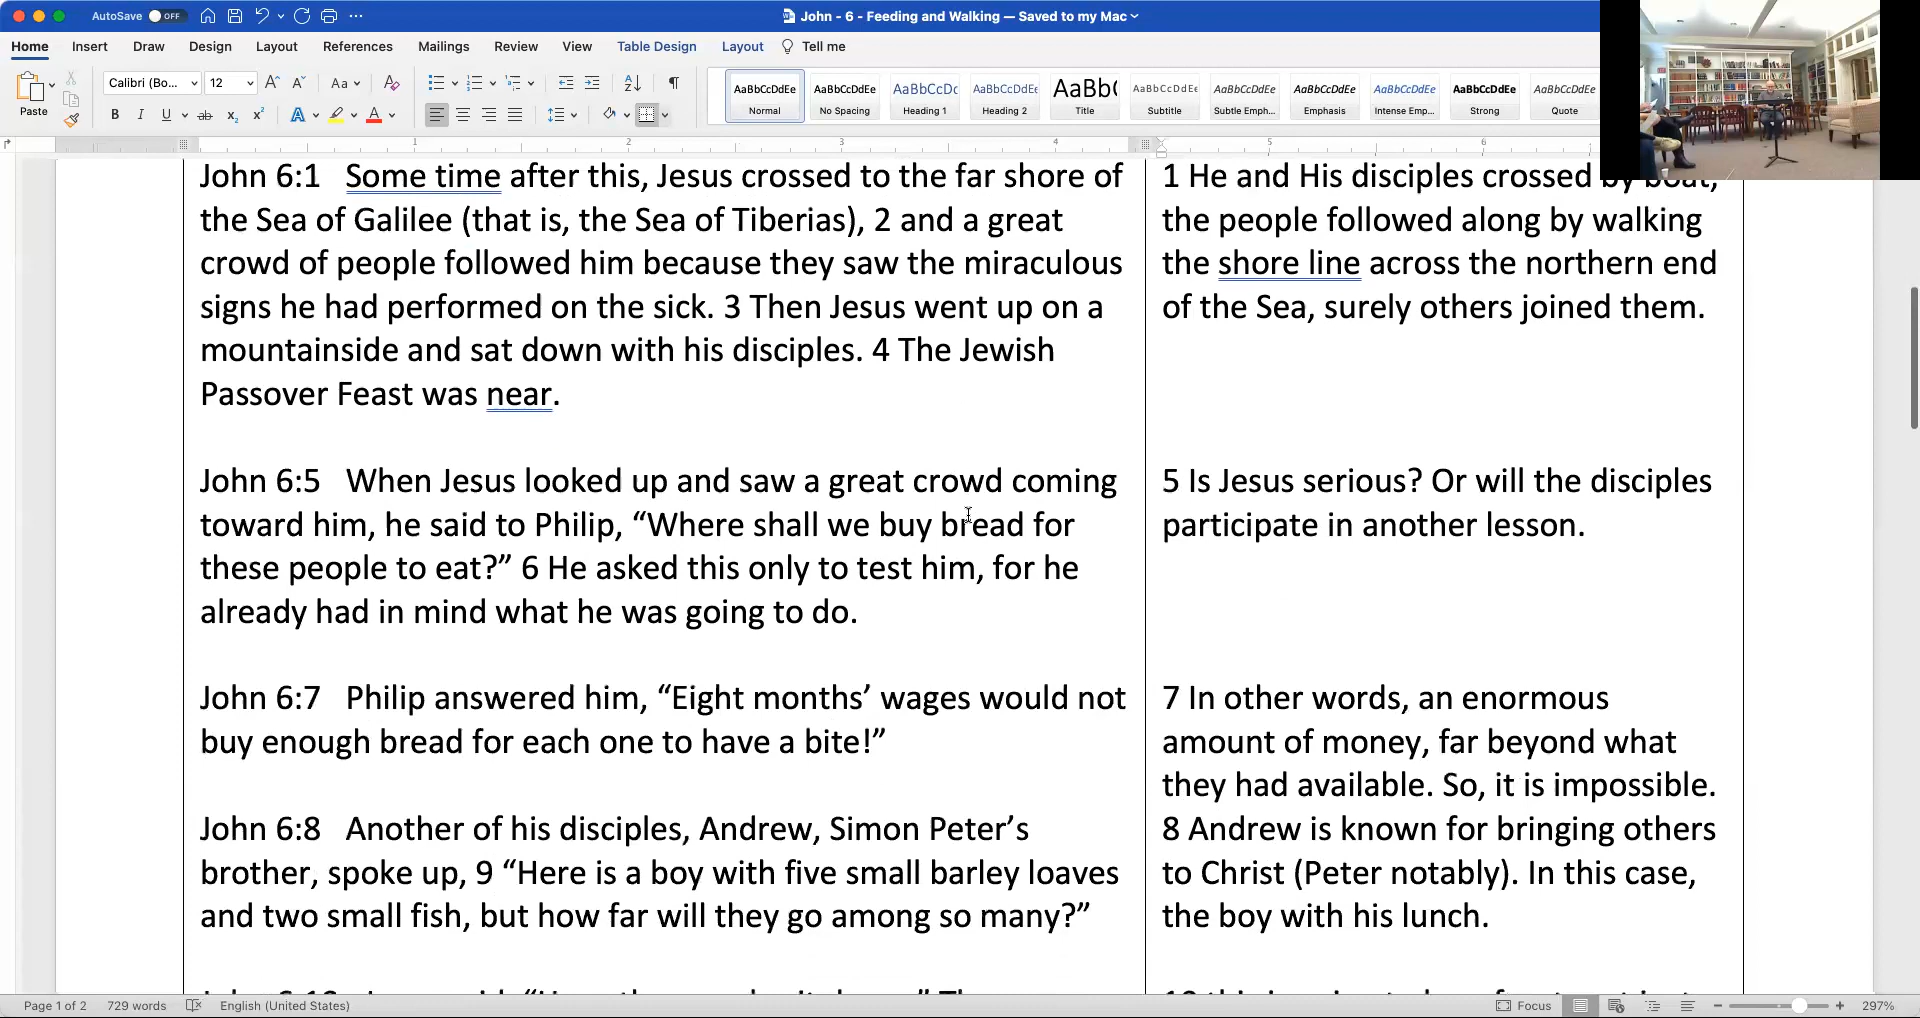 AutoSave OFF
John - 6 - Feeding and Walking — Saved to my Mac
Home Insert Draw Design Layout References Mailings Review View Table Design Layout Tell me
Paste
Calibri (Bo... 12
AaBbCcDdEe AaBbCcDdEe AaBbCcDc AaBbCcDdEe AaBb( AaBbCcDdEe AaBbCcDdEe AaBbCcDdEe AaBbCcDdEe AaBbCcDdEe AaBbCcDdEe
Normal No Spacing Heading 1 Heading 2 Title Subtitle Subtle Emph... Emphasis Intense Emp... Strong Quote
1 2 3 4 5 6
John 6:1 Some time after this, Jesus crossed to the far shore of
the Sea of Galilee (that is, the Sea of Tiberias), 2 and a great
crowd of people followed him because they saw the miraculous
signs he had performed on the sick. 3 Then Jesus went up on a
mountainside and sat down with his disciples. 4 The Jewish
Passover Feast was near.
John 6:5 When Jesus looked up and saw a great crowd coming
toward him, he said to Philip, “Where shall we buy bread for
these people to eat?” 6 He asked this only to test him, for he
already had in mind what he was going to do.
John 6:7 Philip answered him, “Eight months’ wages would not
buy enough bread for each one to have a bite!”
John 6:8 Another of his disciples, Andrew, Simon Peter’s
brother, spoke up, 9 “Here is a boy with five small barley loaves
and two small fish, but how far will they go among so many?”
1 He and His disciples crossed by boat,
the people followed along by walking
the shore line across the northern end
of the Sea, surely others joined them.
5 Is Jesus serious? Or will the disciples
participate in another lesson.
7 In other words, an enormous
amount of money, far beyond what
they had available. So, it is impossible.
8 Andrew is known for bringing others
to Christ (Peter notably). In this case,
the boy with his lunch.
Page 1 of 2 729 words English (United States) Focus 297%